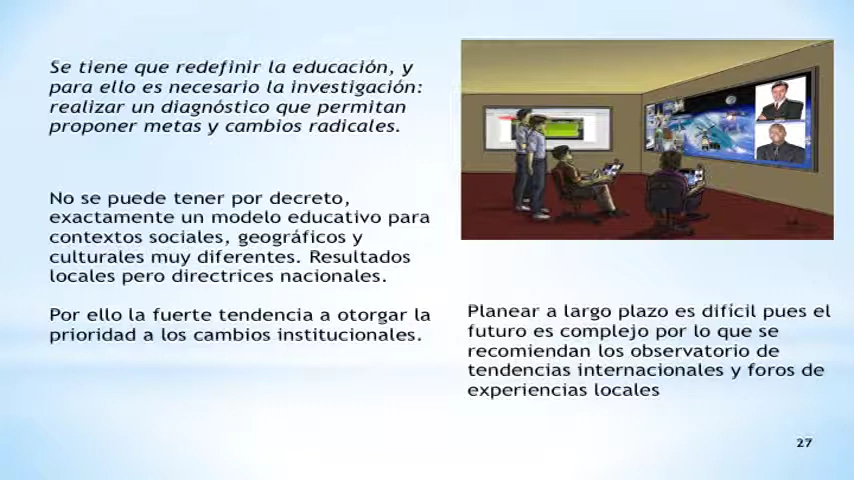 Se tiene que redefinir la educación, y
para ello es necesario la investigación:
realizar un diagnóstico que permitan
proponer metas y cambios radicales.
No se puede tener por decreto,
exactamente un modelo educativo para
contextos sociales, geográficos y
culturales muy diferentes. Resultados
locales pero directrices nacionales.
Por ello la fuerte tendencia a otorgar la
prioridad a los cambios institucionales.
Planear a largo plazo es difícil pues el
futuro es complejo por lo que se
recomiendan los observatorio de
tendencias internacionales y foros de
experiencias locales
27